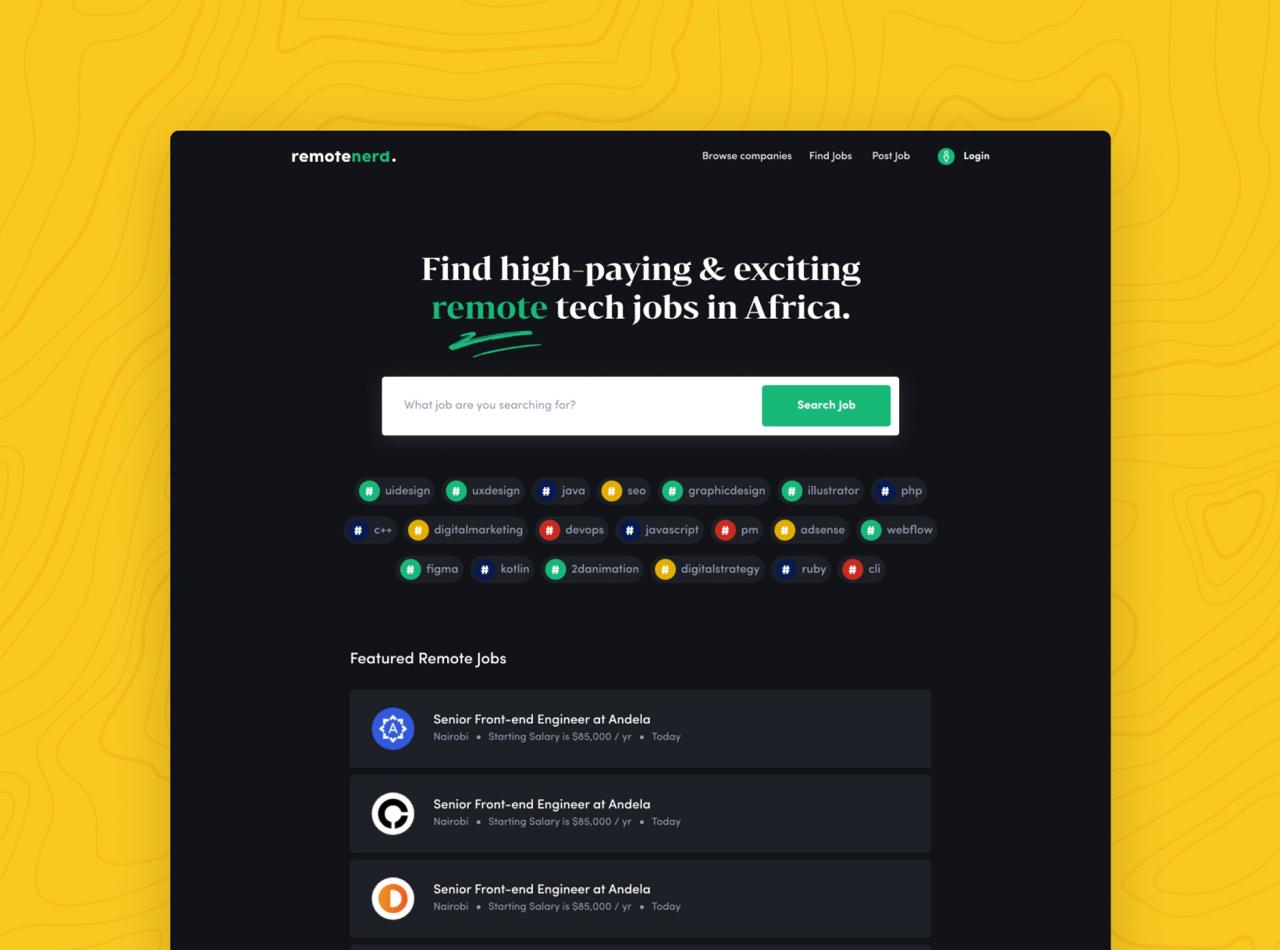 remotenerd.
Browse companies Find Jobs Post Job Login
Find high-paying & exciting
remote tech jobs in Africa.
What job are you searching for? Search Job
# uidesign # uxdesign # java # seo # graphicdesign # illustrator # php
# c++ # digitalmarketing # devops # javascript # pm # adsense # webflow
# figma # kotlin # 2danimation # digitalstrategy # ruby # cli
Featured Remote Jobs
A
Senior Front-end Engineer at Andela
Nairobi • Starting Salary is $85,000 / yr • Today
Senior Front-end Engineer at Andela
Nairobi • Starting Salary is $85,000 / yr • Today
Senior Front-end Engineer at Andela
Nairobi • Starting Salary is $85,000 / yr • Today